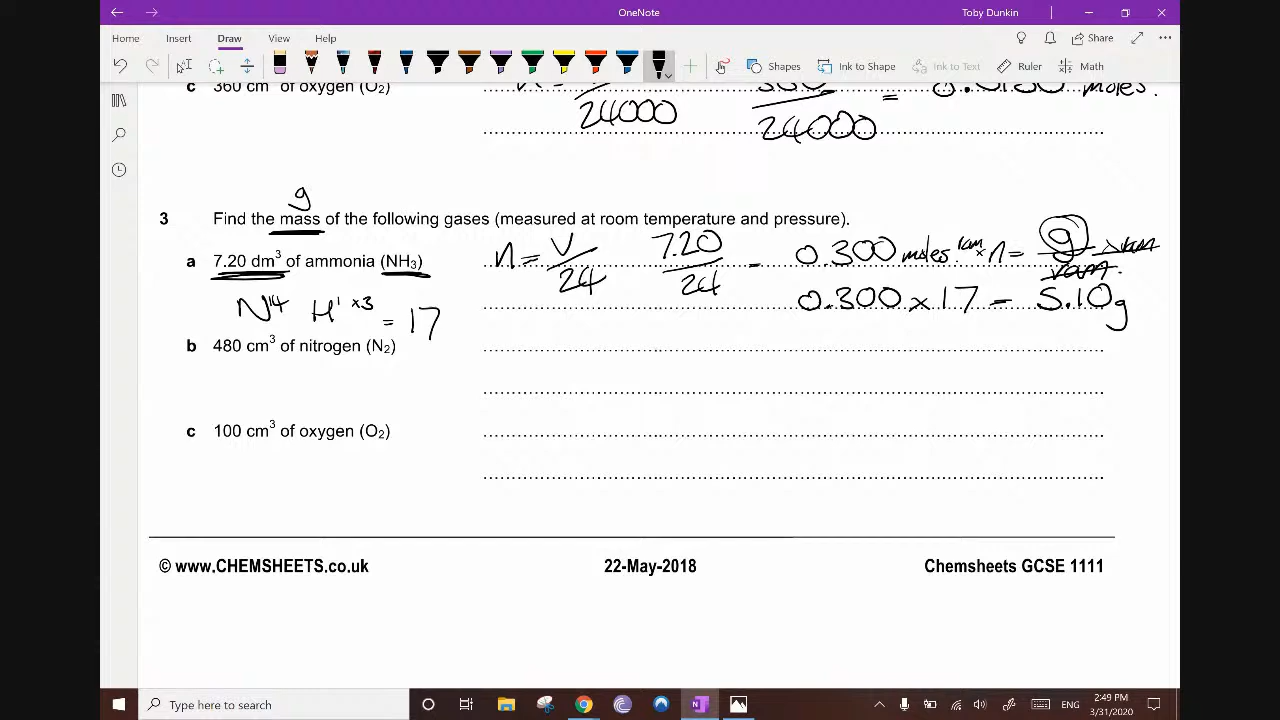 OneNote
Toby Dunkin
Home Insert Draw View Help
Share
Shapes Ink to Shape Ink to Text Ruler Math
c 360 cm of oxygen (O₂)
24000 24000 = moles.
g
3 Find the mass of the following gases (measured at room temperature and pressure).
a 7.20 dm³ of ammonia (NH₃)
n = V/24 7.20/24 = 0.300 moles. ram × n = g/ram × ram
N¹⁴ H¹ ×3 = 17
0.300 × 17 = 5.10g
b 480 cm³ of nitrogen (N₂)
c 100 cm³ of oxygen (O₂)
© www.CHEMSHEETS.co.uk 22-May-2018 Chemsheets GCSE 1111
Type here to search
ENG
2:49 PM
3/31/2020